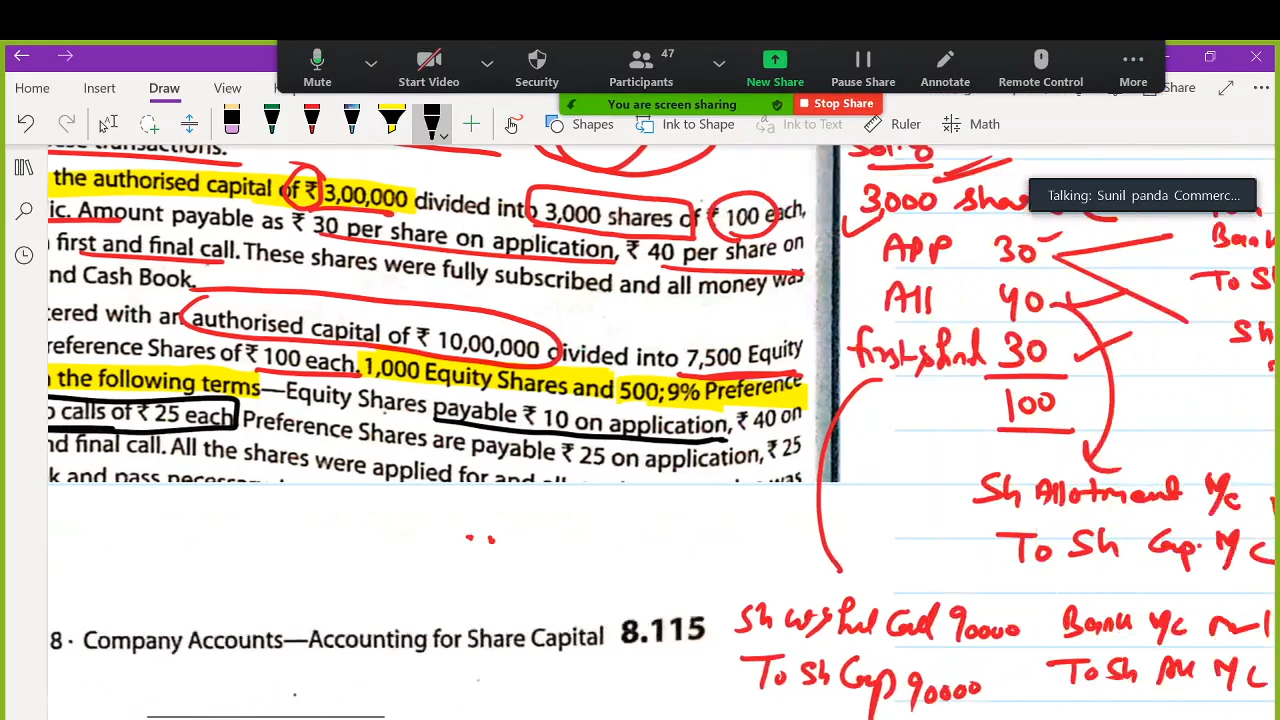 Mute
Start Video
Security
47
Participants
New Share
Pause Share
Annotate
Remote Control
More
You are screen sharing
Stop Share
Home Insert Draw View
Share
Shapes Ink to Shape Ink to Text Ruler Math
Talking: Sunil panda Commerc...
these transactions.
the authorised capital of ₹ 3,00,000 divided into 3,000 shares of ₹ 100 each,
ic. Amount payable as ₹ 30 per share on application, ₹ 40 per share on
first and final call. These shares were fully subscribed and all money was
nd Cash Book.
tered with an authorised capital of ₹ 10,00,000 divided into 7,500 Equity
reference Shares of ₹ 100 each. 1,000 Equity Shares and 500; 9% Preference
the following terms—Equity Shares payable ₹ 10 on application, ₹ 40 on
o calls of ₹ 25 each Preference Shares are payable ₹ 25 on application, ₹ 25
nd final call. All the shares were applied for and
k and pass
was
8 · Company Accounts—Accounting for Share Capital 8.115
3000 shar
APP 30
All 40
first & final 30
100
Bank
To S
Sh
Sh Allotment A/c
To Sh Cap. A/C
90000
To Sh Cap 90000
Bank A/c
To Sh All A/C